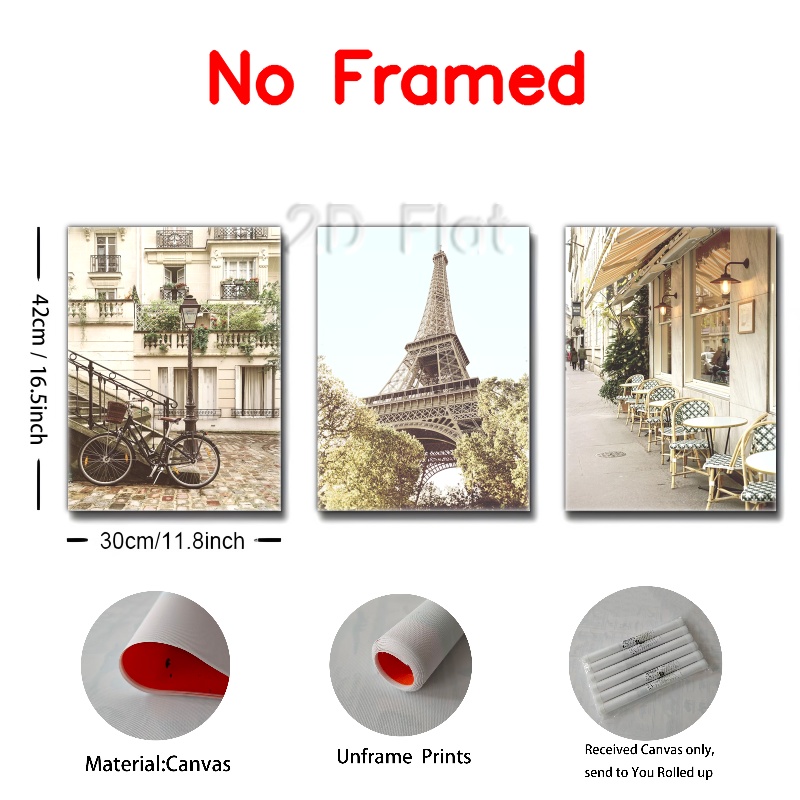 No Framed
2D Flat
42cm / 16.5inch
30cm/11.8inch
Material:Canvas
Unframe Prints
Received Canvas only,
send to You Rolled up